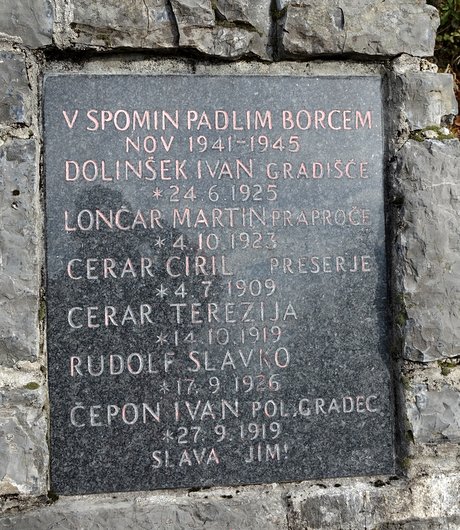 V SPOMIN PADLIM BORCEM
NOV 1941-1945
DOLINŠEK IVAN GRADIŠČE
*24.6.1925
LONČAR MARTIN PRAPROČE
*4.10.1923
CERAR CIRIL PRESERJE
*4.7.1909
CERAR TEREZIJA
*14.10.1919
RUDOLF SLAVKO
*17.9.1926
ČEPON IVAN POL.GRADEC
*27.9.1919
SLAVA JIM!